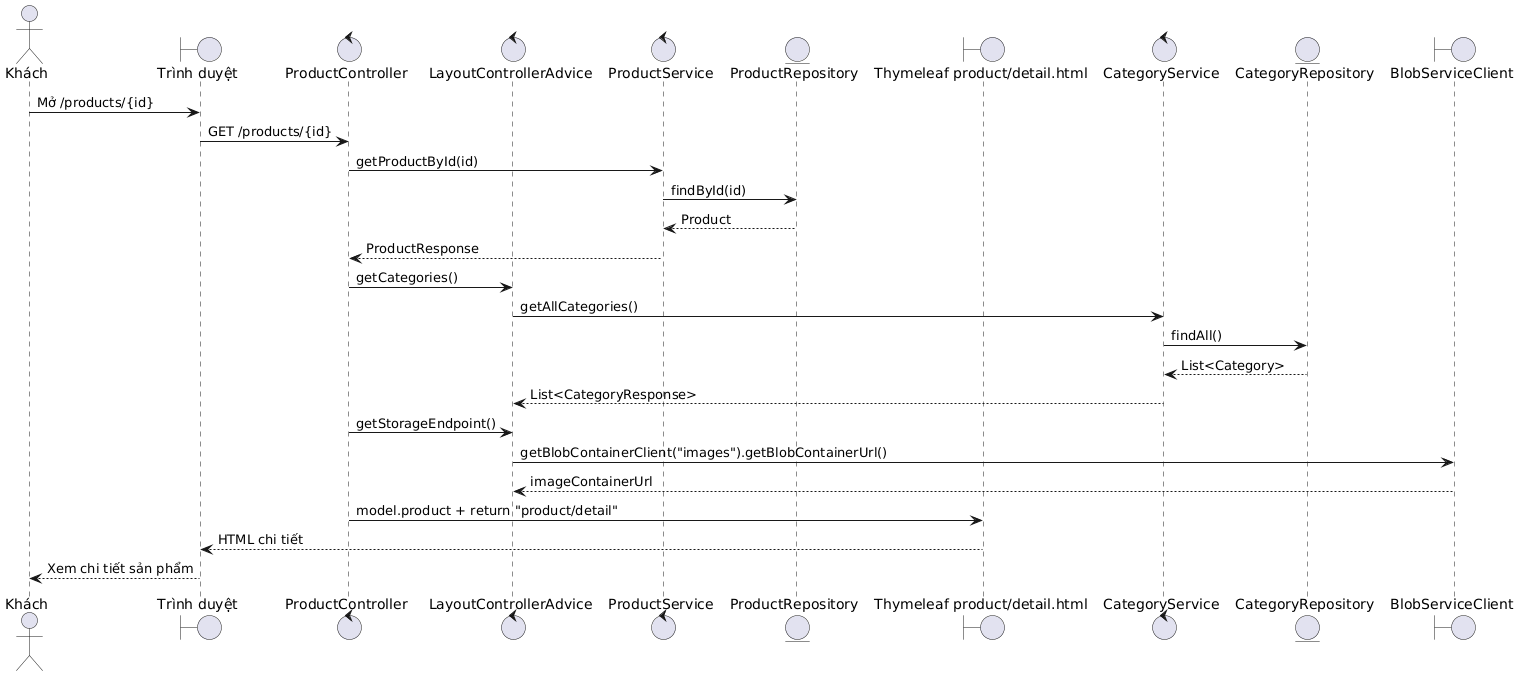 Khách
Trình duyệt
ProductController
LayoutControllerAdvice
ProductService
ProductRepository
Thymeleaf product/detail.html
CategoryService
CategoryRepository
BlobServiceClient
Mở /products/{id}
GET /products/{id}
getProductById(id)
findById(id)
Product
ProductResponse
getCategories()
getAllCategories()
findAll()
List<Category>
List<CategoryResponse>
getStorageEndpoint()
getBlobContainerClient("images").getBlobContainerUrl()
imageContainerUrl
model.product + return "product/detail"
HTML chi tiết
Xem chi tiết sản phẩm
Khách
Trình duyệt
ProductController
LayoutControllerAdvice
ProductService
ProductRepository
Thymeleaf product/detail.html
CategoryService
CategoryRepository
BlobServiceClient